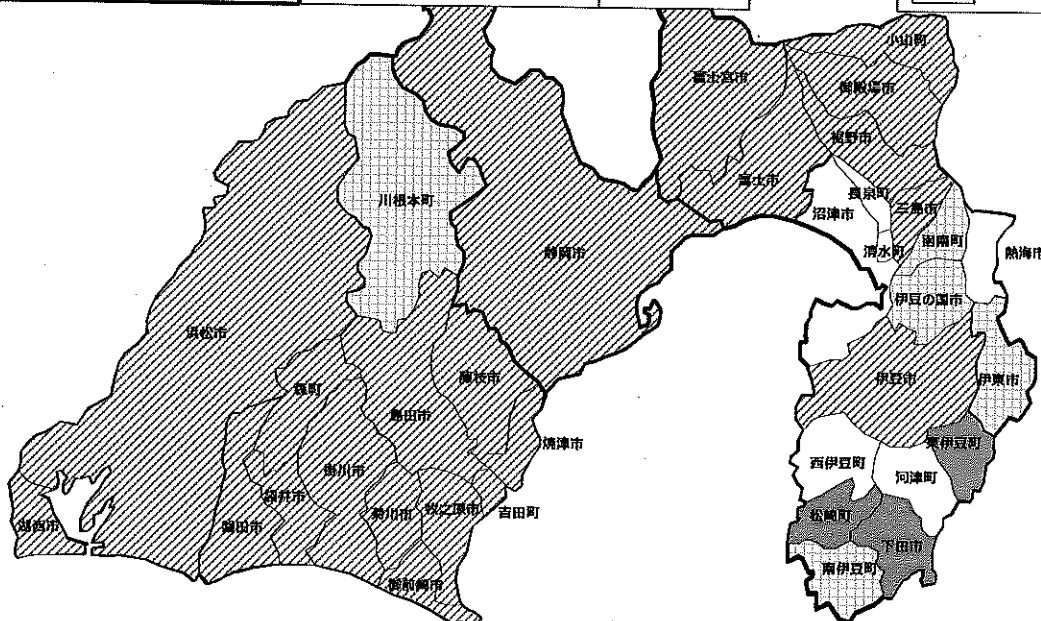 小山町
富士宮市
御殿場市
裾野市
富士市
長泉町
川根本町
沼津市
三島市
函南町
清水町
熱海市
静岡市
伊豆の国市
浜松市
藤枝市
伊豆市
伊東市
森町
島田市
焼津市
東伊豆町
西伊豆町
河津町
掛川市
袋井市
菊川市
牧之原市
吉田町
松崎町
湖西市
磐田市
下田市
南伊豆町
御前崎市